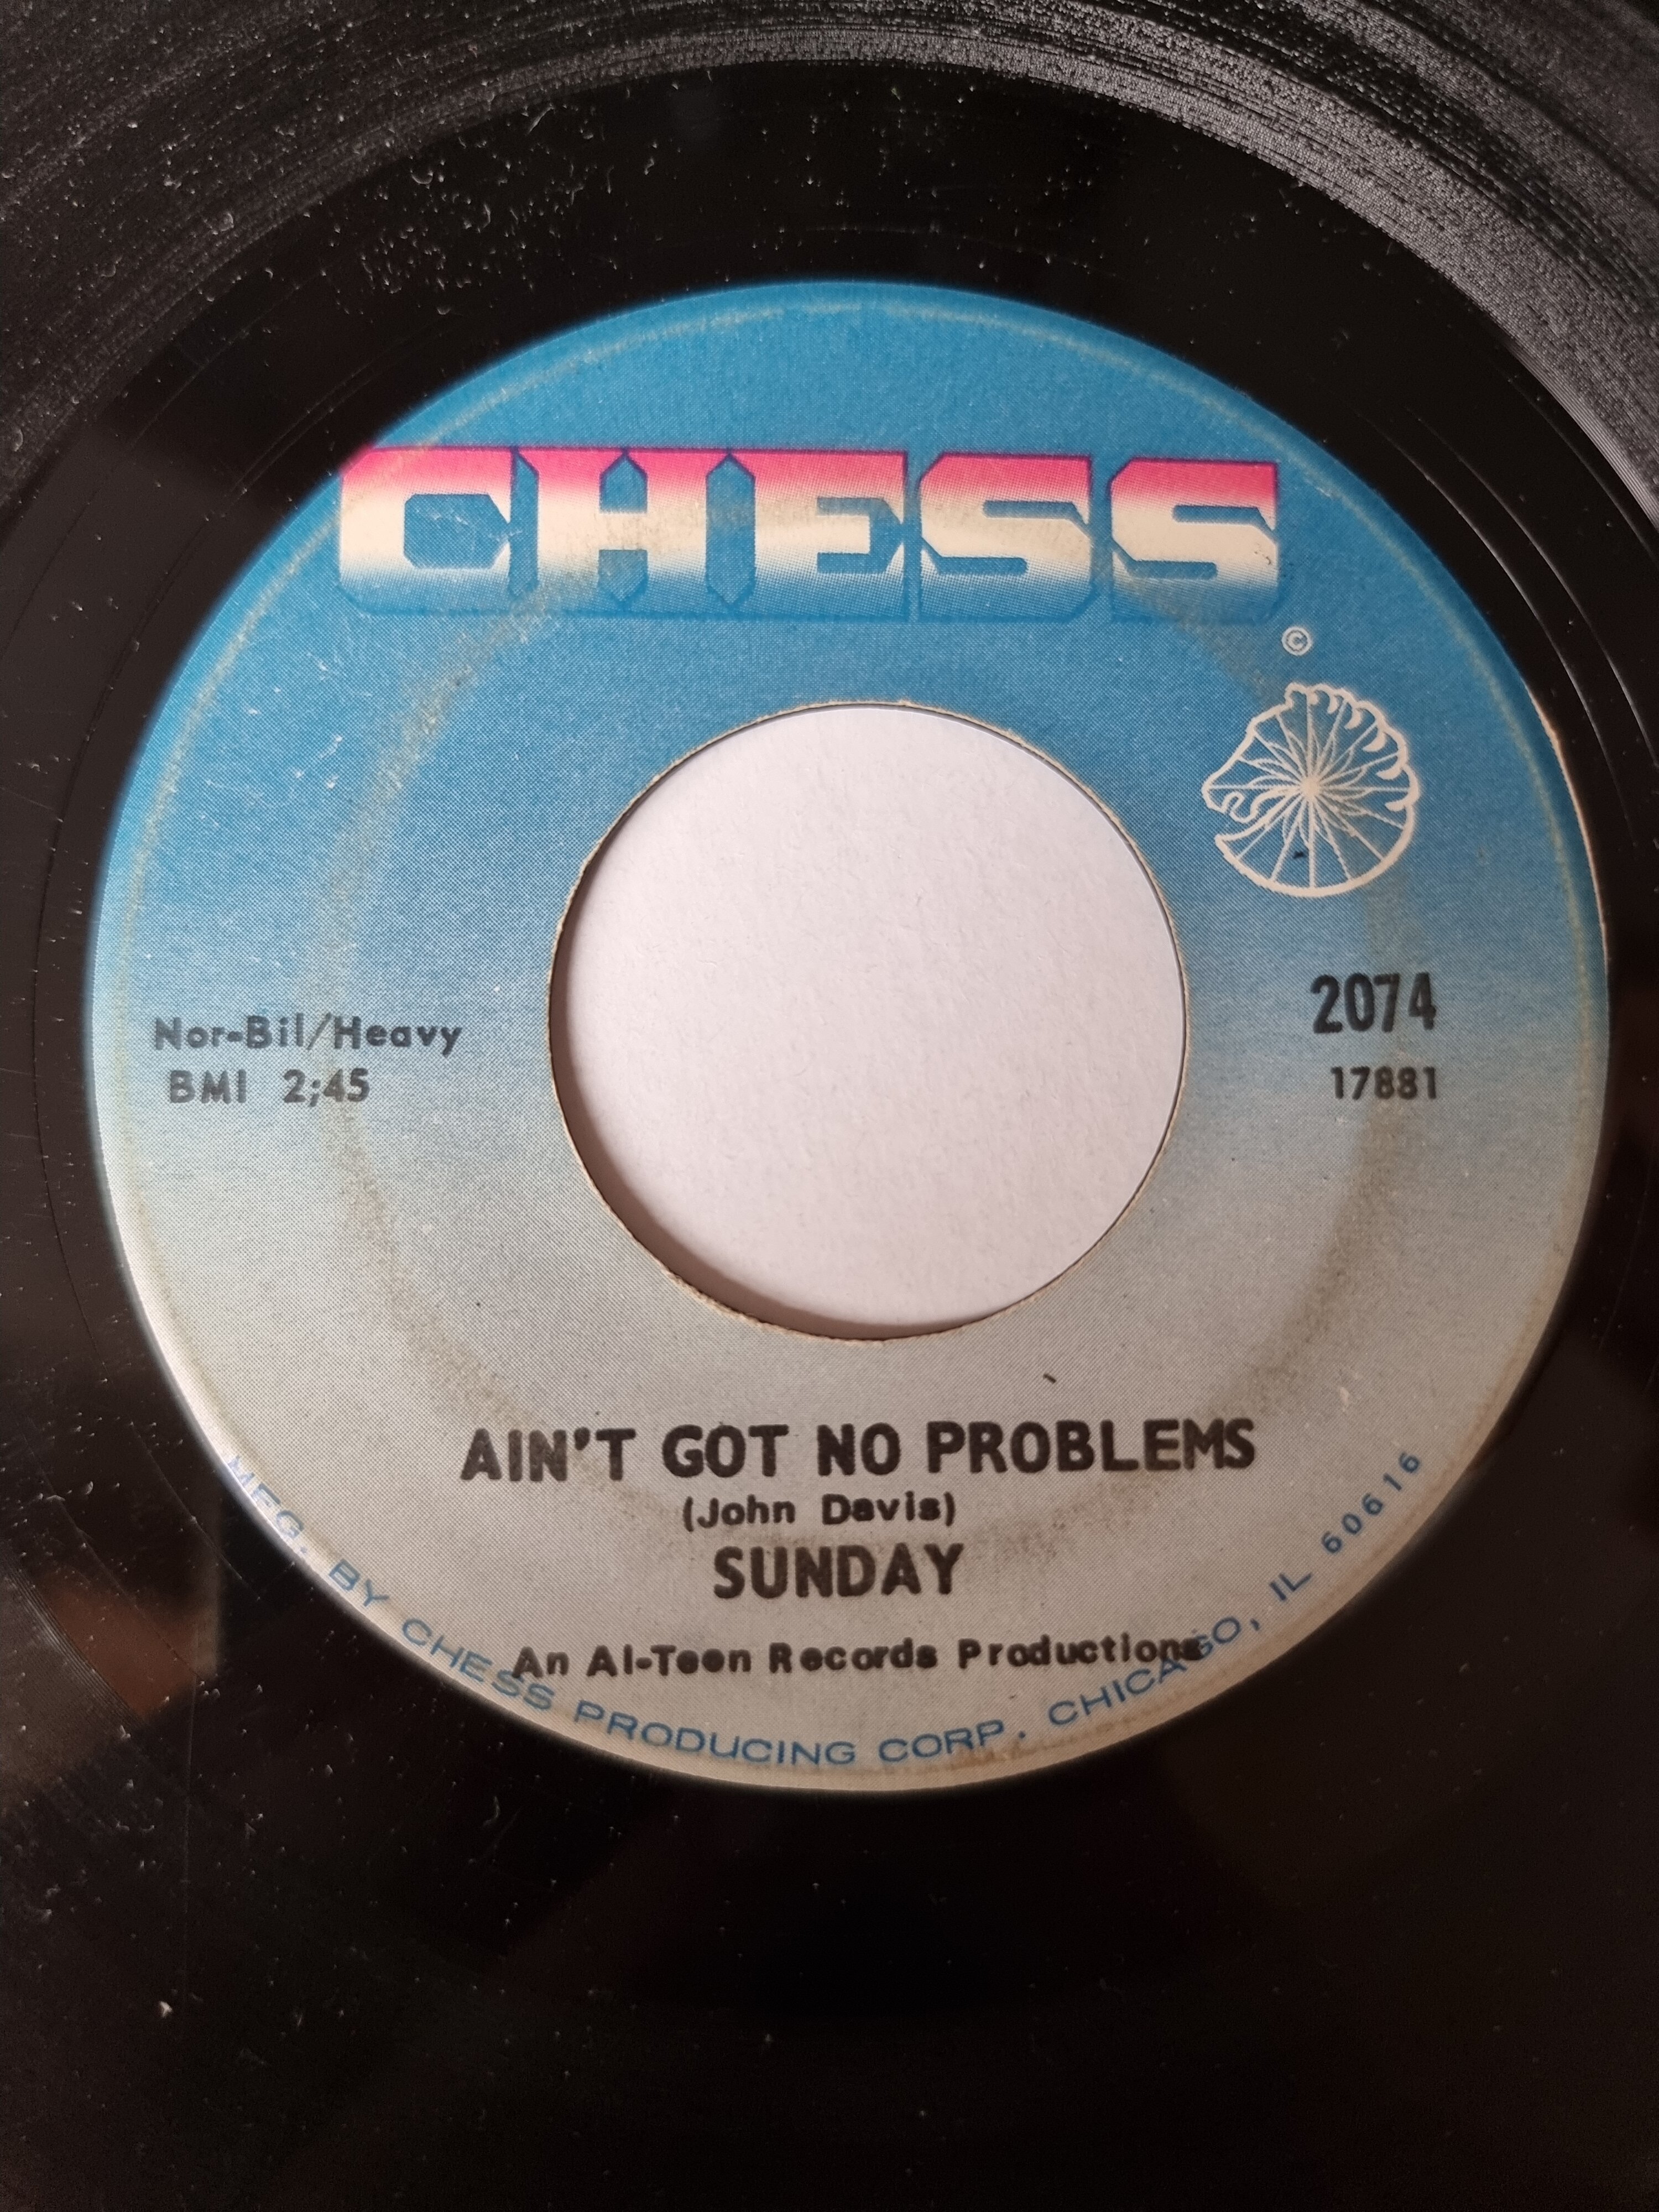 CHESS
©
2074
17881
Nor-Bil/Heavy
BMI 2;45
AIN'T GOT NO PROBLEMS
(John Davis)
SUNDAY
An Al-Teen Records Productions
MFG. BY CHESS PRODUCING CORP. CHICAGO, IL 60616